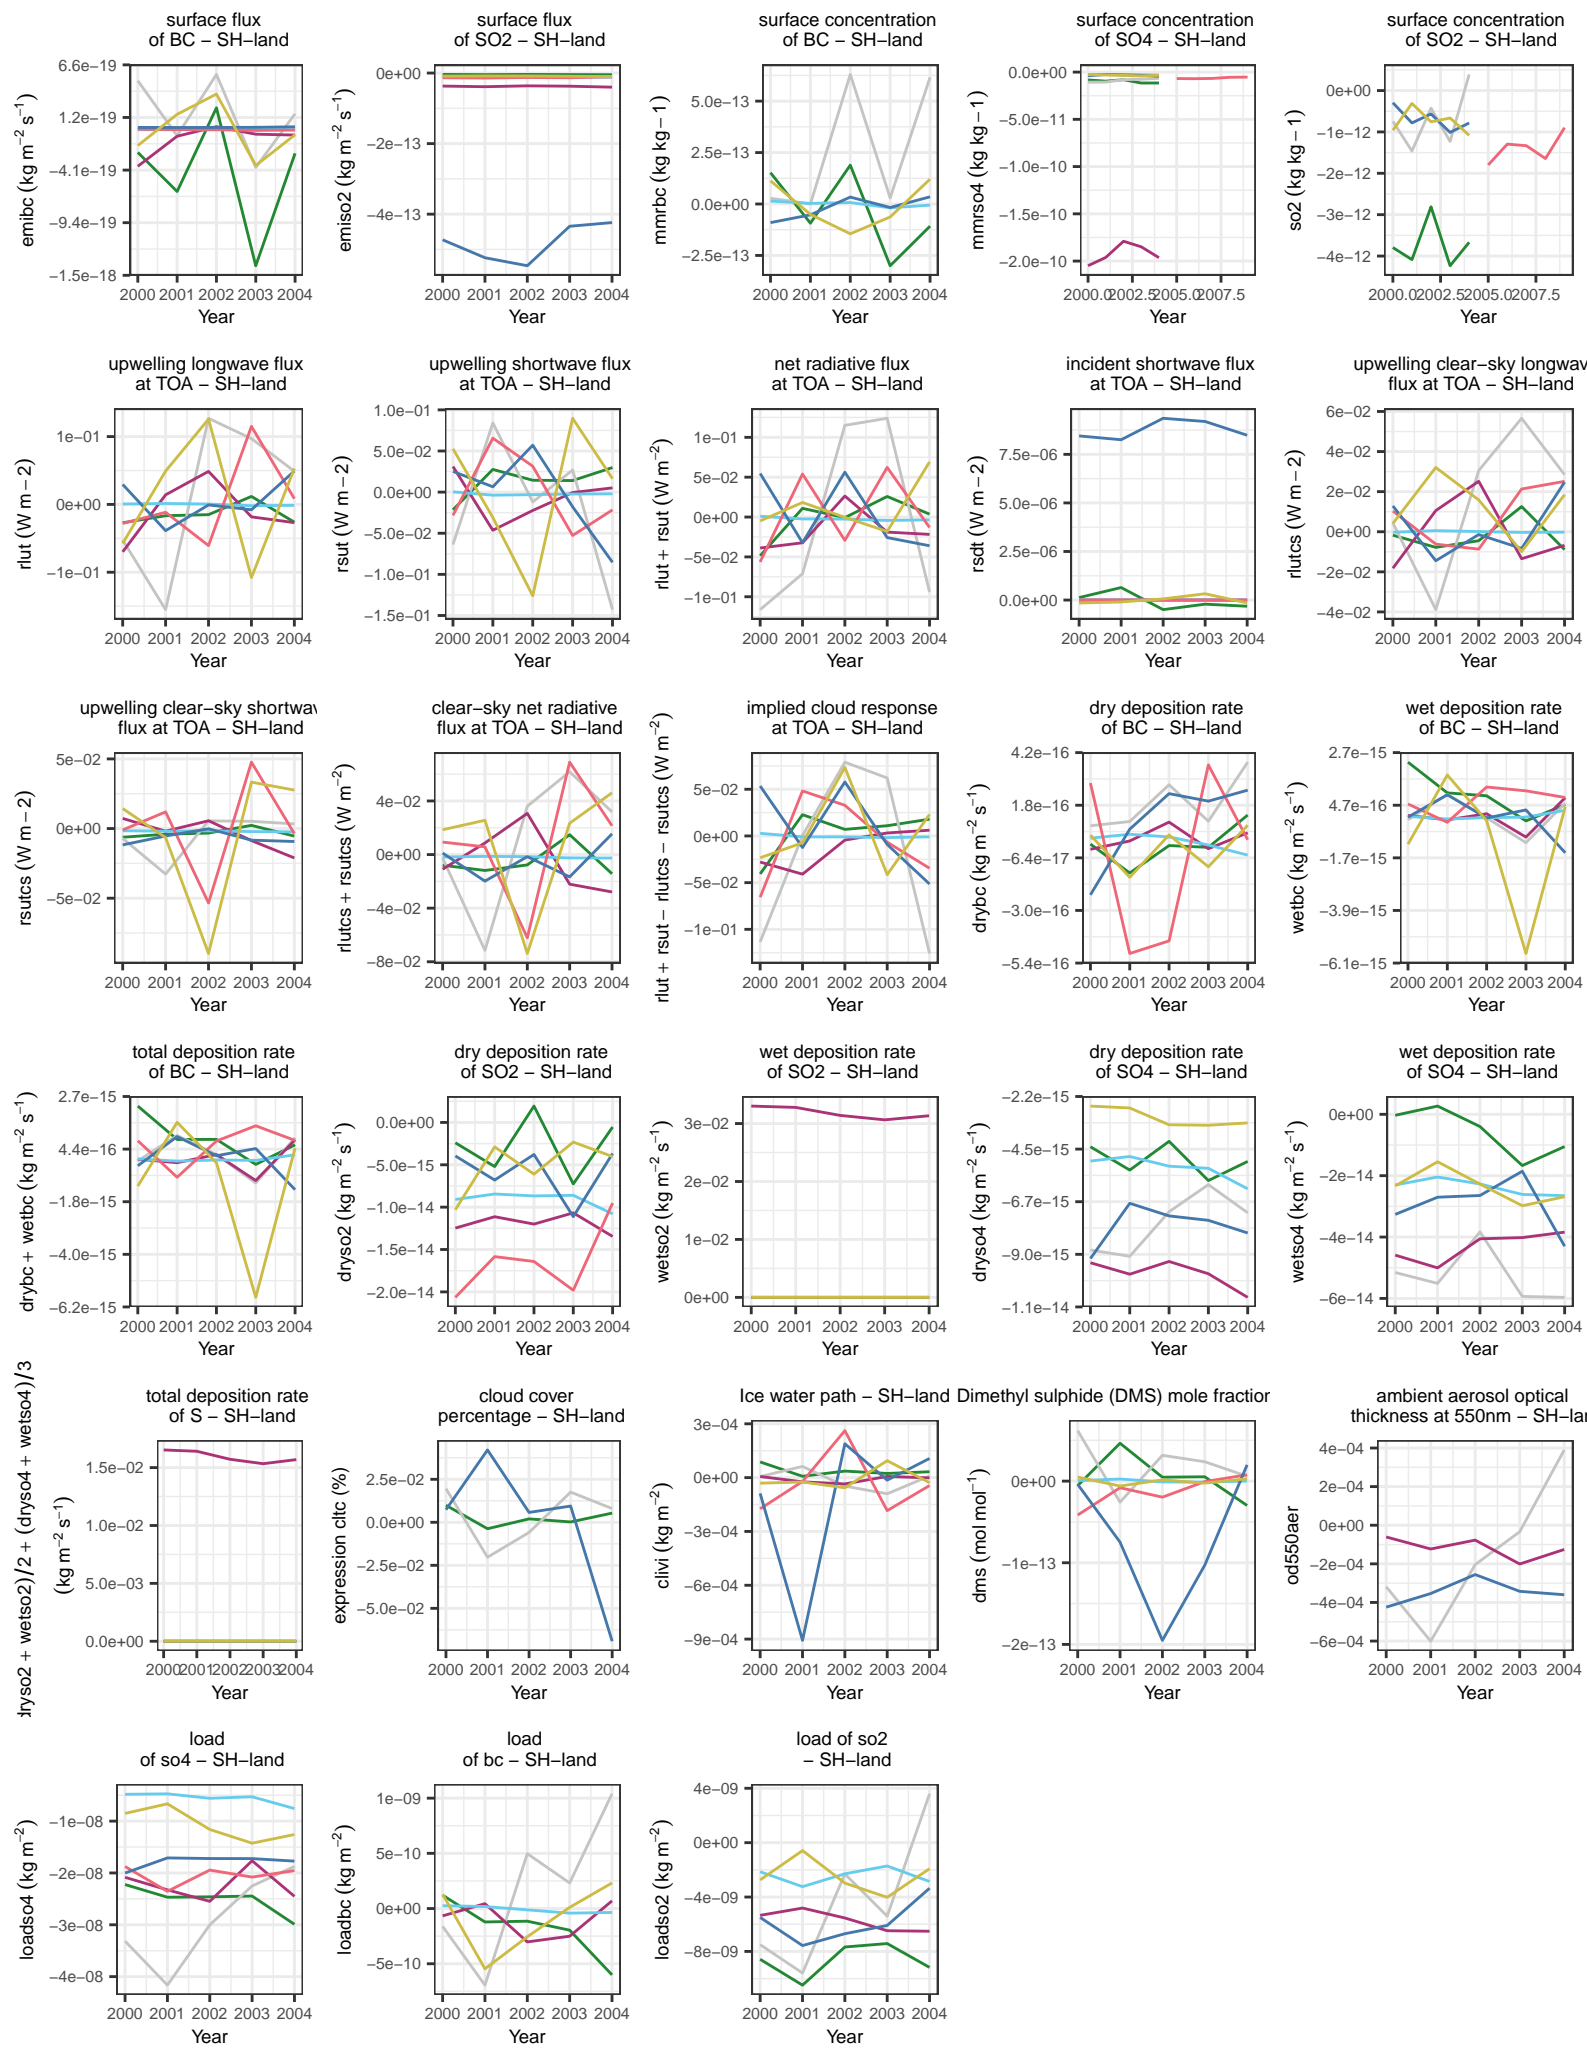 surface flux
of BC − SH−land
surface flux
of SO2 − SH−land
surface concentration
of BC − SH−land
surface concentration
of SO4 − SH−land
surface concentration
of SO2 − SH−land
emibc (kg m−2 s−1)
6.6e−19
1.2e−19
−4.1e−19
−9.4e−19
−1.5e−18
2000 2001 2002 2003 2004
Year
emiso2 (kg m−2 s−1)
0e+00
−2e−13
−4e−13
2000 2001 2002 2003 2004
Year
mmrbc (kg kg − 1)
5.0e−13
2.5e−13
0.0e+00
−2.5e−13
2000 2001 2002 2003 2004
Year
mmrso4 (kg kg − 1)
0.0e+00
−5.0e−11
−1.0e−10
−1.5e−10
−2.0e−10
2000.02002.52005.02007.5
Year
so2 (kg kg − 1)
0e+00
−1e−12
−2e−12
−3e−12
−4e−12
2000.02002.52005.02007.5
Year
upwelling longwave flux
at TOA − SH−land
upwelling shortwave flux
at TOA − SH−land
net radiative flux
at TOA − SH−land
incident shortwave flux
at TOA − SH−land
upwelling clear−sky longwav
flux at TOA − SH−land
rlut (W m − 2)
1e−01
0e+00
−1e−01
2000 2001 2002 2003 2004
Year
rsut (W m − 2)
1.0e−01
5.0e−02
0.0e+00
−5.0e−02
−1.0e−01
−1.5e−01
2000 2001 2002 2003 2004
Year
rlut + rsut (W m−2)
1e−01
5e−02
0e+00
−5e−02
−1e−01
2000 2001 2002 2003 2004
Year
rsdt (W m − 2)
7.5e−06
5.0e−06
2.5e−06
0.0e+00
2000 2001 2002 2003 2004
Year
rlutcs (W m − 2)
6e−02
4e−02
2e−02
0e+00
−2e−02
−4e−02
2000 2001 2002 2003 2004
Year
upwelling clear−sky shortwav
flux at TOA − SH−land
clear−sky net radiative
flux at TOA − SH−land
implied cloud response
at TOA − SH−land
dry deposition rate
of BC − SH−land
wet deposition rate
of BC − SH−land
rsutcs (W m − 2)
5e−02
0e+00
−5e−02
2000 2001 2002 2003 2004
Year
rlutcs + rsutcs (W m−2)
4e−02
0e+00
−4e−02
−8e−02
2000 2001 2002 2003 2004
Year
rlut + rsut − rlutcs − rsutcs (W m−2)
5e−02
0e+00
−5e−02
−1e−01
2000 2001 2002 2003 2004
Year
drybc (kg m−2 s−1)
4.2e−16
1.8e−16
−6.4e−17
−3.0e−16
−5.4e−16
2000 2001 2002 2003 2004
Year
wetbc (kg m−2 s−1)
2.7e−15
4.7e−16
−1.7e−15
−3.9e−15
−6.1e−15
2000 2001 2002 2003 2004
Year
total deposition rate
of BC − SH−land
dry deposition rate
of SO2 − SH−land
wet deposition rate
of SO2 − SH−land
dry deposition rate
of SO4 − SH−land
wet deposition rate
of SO4 − SH−land
drybc + wetbc (kg m−2 s−1)
2.7e−15
4.4e−16
−1.8e−15
−4.0e−15
−6.2e−15
2000 2001 2002 2003 2004
Year
dryso2 (kg m−2 s−1)
0.0e+00
−5.0e−15
−1.0e−14
−1.5e−14
−2.0e−14
2000 2001 2002 2003 2004
Year
wetso2 (kg m−2 s−1)
3e−02
2e−02
1e−02
0e+00
2000 2001 2002 2003 2004
Year
dryso4 (kg m−2 s−1)
−2.2e−15
−4.5e−15
−6.7e−15
−9.0e−15
−1.1e−14
2000 2001 2002 2003 2004
Year
wetso4 (kg m−2 s−1)
0e+00
−2e−14
−4e−14
−6e−14
2000 2001 2002 2003 2004
Year
total deposition rate
of S − SH−land
cloud cover
percentage − SH−land
Ice water path − SH−land
Dimethyl sulphide (DMS) mole fraction
ambient aerosol optical
thickness at 550nm − SH−lan
dryso2 + wetso2)/2 + (dryso4 + wetso4)/3
(kg m−2 s−1)
1.5e−02
1.0e−02
5.0e−03
0.0e+00
20002001200220032004
Year
expression cltc (%)
2.5e−02
0.0e+00
−2.5e−02
−5.0e−02
2000 2001 2002 2003 2004
Year
clivi (kg m−2)
3e−04
0e+00
−3e−04
−6e−04
−9e−04
2000 2001 2002 2003 2004
Year
dms (mol mol−1)
0e+00
−1e−13
−2e−13
2000 2001 2002 2003 2004
Year
od550aer
4e−04
2e−04
0e+00
−2e−04
−4e−04
−6e−04
2000 2001 2002 2003 2004
Year
load
of so4 − SH−land
load
of bc − SH−land
load of so2
− SH−land
loadso4 (kg m−2)
−1e−08
−2e−08
−3e−08
−4e−08
2000 2001 2002 2003 2004
Year
loadbc (kg m−2)
1e−09
5e−10
0e+00
−5e−10
2000 2001 2002 2003 2004
Year
loadso2 (kg m−2)
4e−09
0e+00
−4e−09
−8e−09
2000 2001 2002 2003 2004
Year